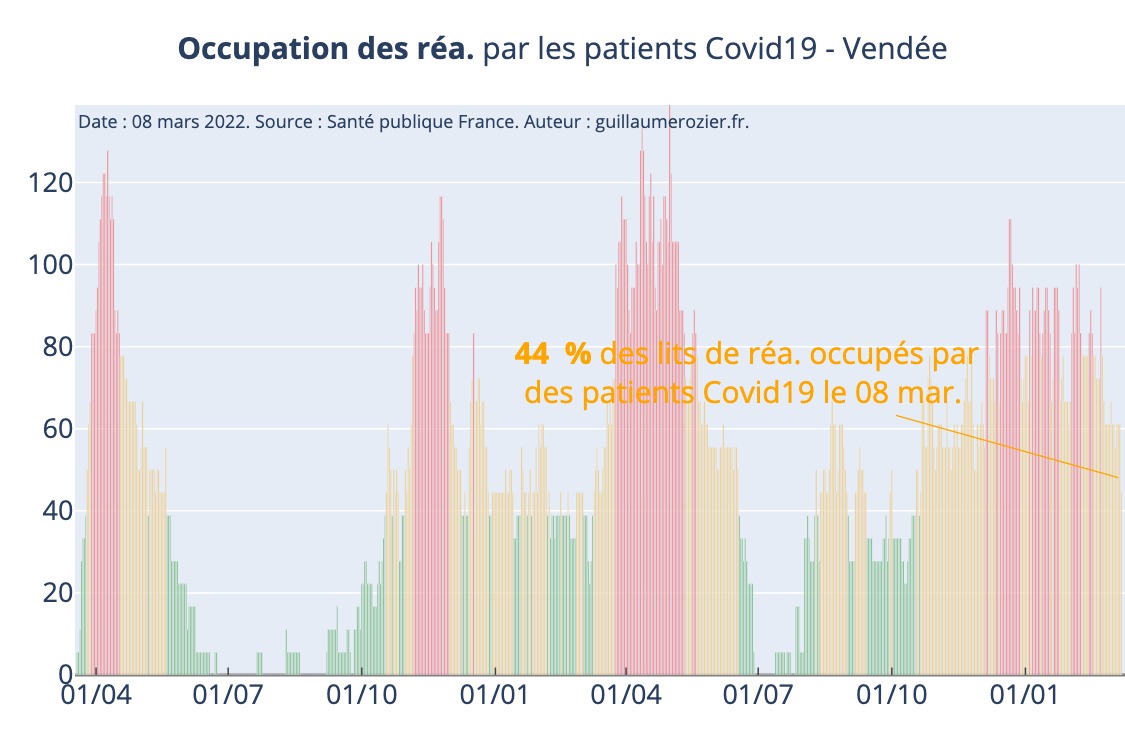 Occupation des réa. par les patients Covid19 - Vendée
Date : 08 mars 2022. Source : Santé publique France. Auteur : guillaumerozier.fr.
120
100
80
60
40
20
0
44 % des lits de réa. occupés par
des patients Covid19 le 08 mar.
01/04 01/07 01/10 01/01 01/04 01/07 01/10 01/01